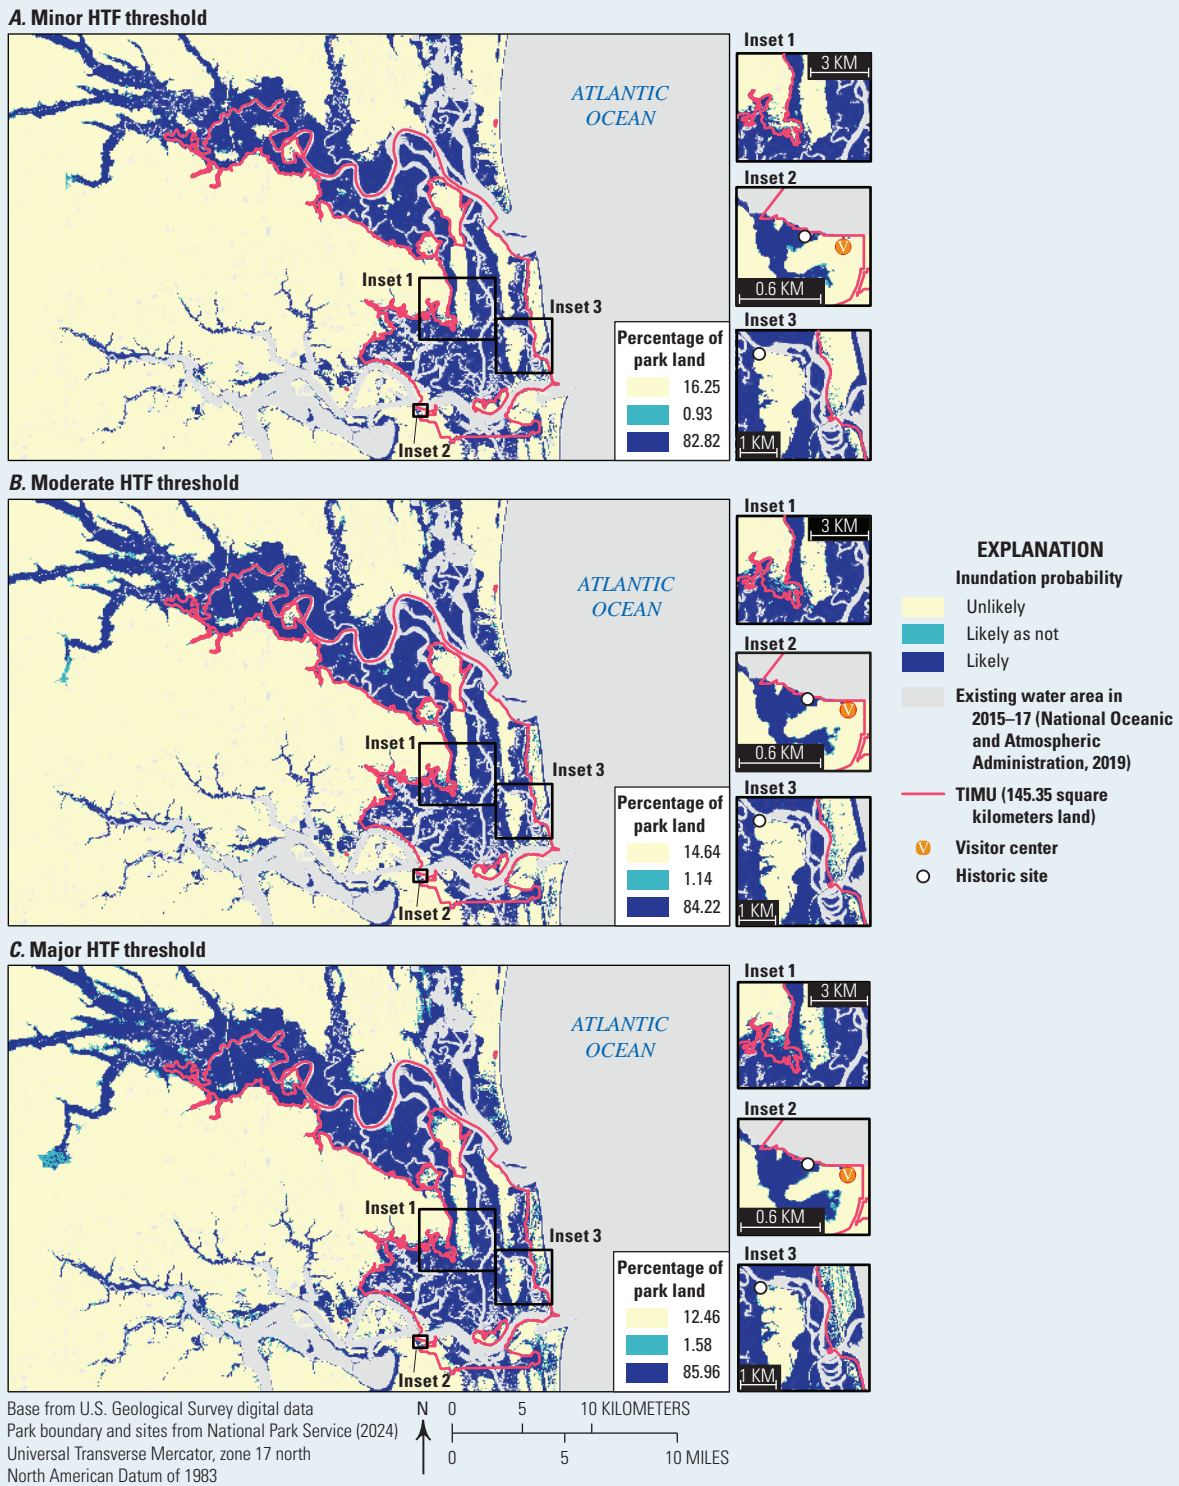 A. Minor HTF threshold
ATLANTIC
OCEAN
Inset 1
Inset 3
Inset 2
Percentage of
park land
16.25
0.93
82.82
Inset 1
3 KM
Inset 2
V
0.6 KM
Inset 3
1 KM
B. Moderate HTF threshold
ATLANTIC
OCEAN
Inset 1
Inset 3
Inset 2
Percentage of
park land
14.64
1.14
84.22
Inset 1
3 KM
Inset 2
V
0.6 KM
Inset 3
1 KM
EXPLANATION
Inundation probability
Unlikely
Likely as not
Likely
Existing water area in
2015–17 (National Oceanic
and Atmospheric
Administration, 2019)
TIMU (145.35 square
kilometers land)
V Visitor center
Historic site
C. Major HTF threshold
ATLANTIC
OCEAN
Inset 1
Inset 3
Inset 2
Percentage of
park land
12.46
1.58
85.96
Inset 1
3 KM
Inset 2
V
0.6 KM
Inset 3
1 KM
Base from U.S. Geological Survey digital data
Park boundary and sites from National Park Service (2024)
Universal Transverse Mercator, zone 17 north
North American Datum of 1983
N
0 5 10 KILOMETERS
0 5 10 MILES